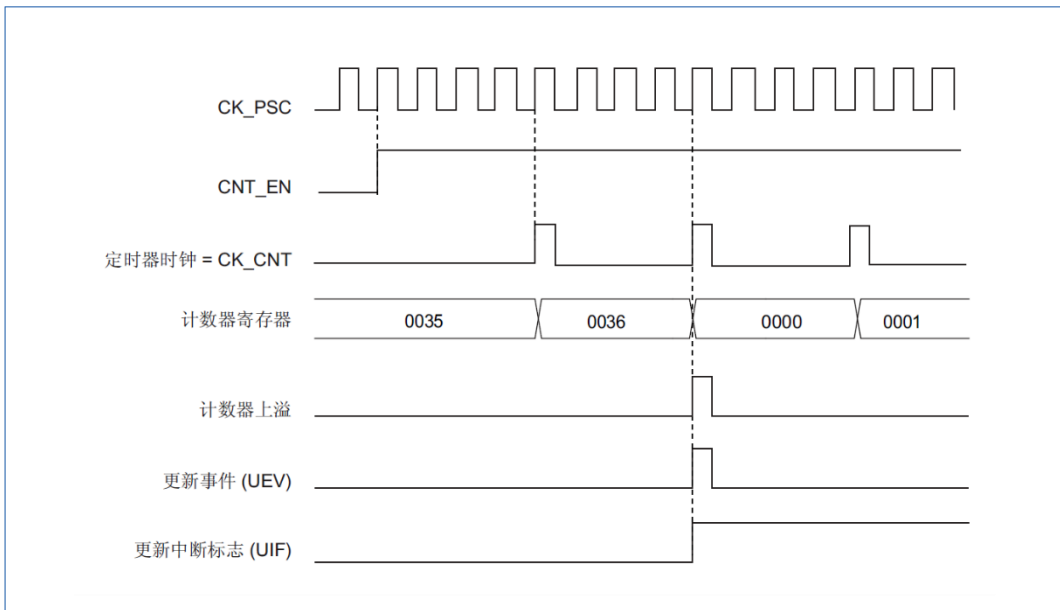 CK_PSC
CNT_EN
定时器时钟 = CK_CNT
计数器寄存器 0035 0036 0000 0001
计数器上溢
更新事件 (UEV)
更新中断标志 (UIF)